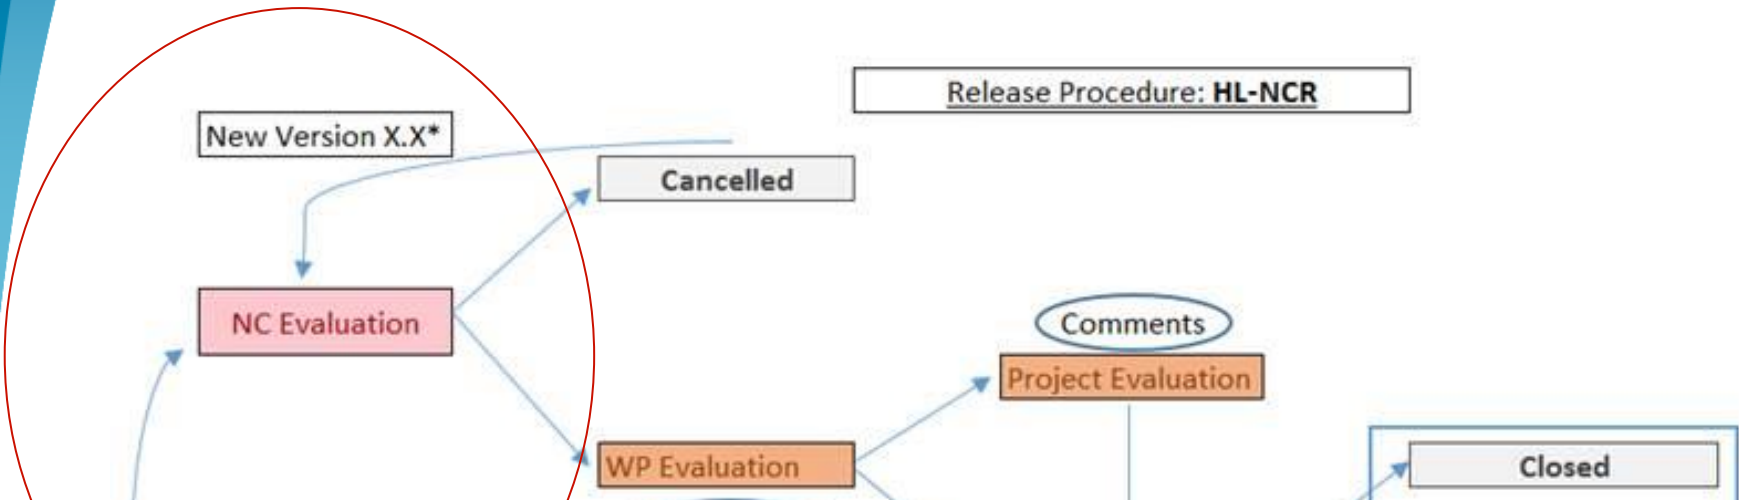 Release Procedure: HL-NCR
New Version X.X*
Cancelled
NC Evaluation
Comments
Project Evaluation
WP Evaluation
Closed